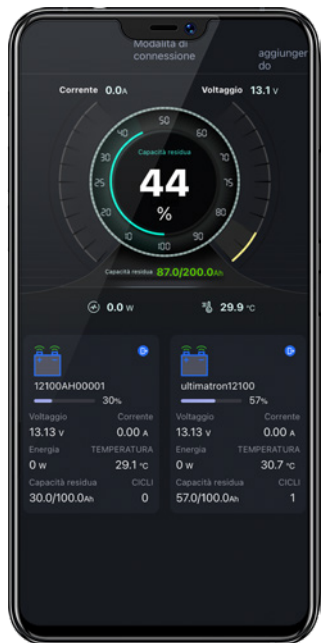 Modalità di
connessione
aggiungen
do
Corrente 0.0A
Voltaggio 13.1 V
50
40
60
30
Capacità residua
70
25
44
75
%
20
80
10
90
100
Capacità residua 87.0/200.0Ah
0.0 W
29.9 °C
12100AH00001
ultimatron12100
30%
57%
Voltaggio Corrente
Voltaggio Corrente
13.13 V 0.00 A
13.13 V 0.00 A
Energia TEMPERATURA
Energia TEMPERATURA
0 W 29.1 °C
0 W 30.7 °C
Capacità residua CICLI
Capacità residua CICLI
30.0/100.0Ah 0
57.0/100.0Ah 1